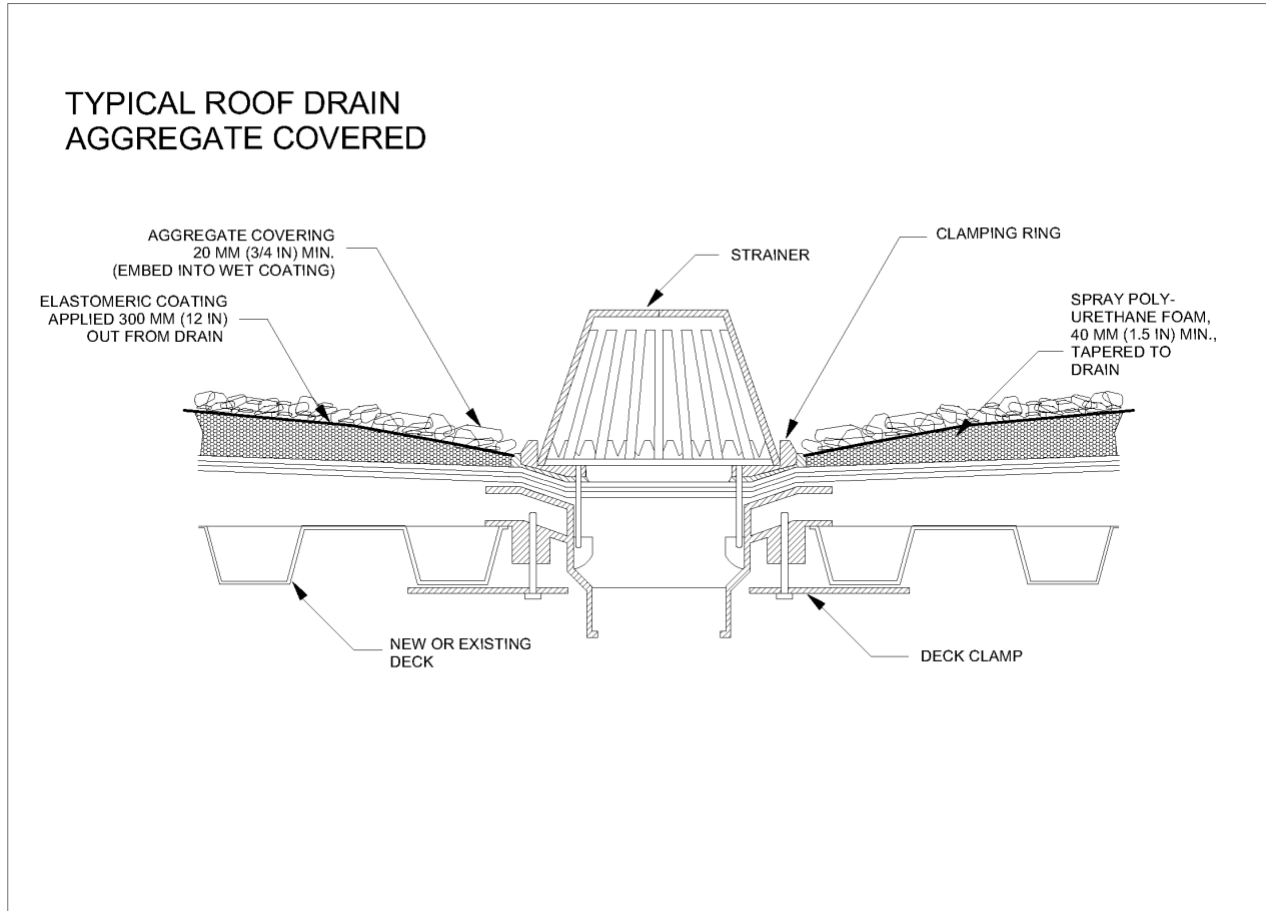 TYPICAL ROOF DRAIN
AGGREGATE COVERED
AGGREGATE COVERING
20 MM (3/4 IN) MIN.
(EMBED INTO WET COATING)
ELASTOMERIC COATING
APPLIED 300 MM (12 IN)
OUT FROM DRAIN
STRAINER
CLAMPING RING
SPRAY POLY-
URETHANE FOAM,
40 MM (1.5 IN) MIN.,
TAPERED TO
DRAIN
NEW OR EXISTING
DECK
DECK CLAMP